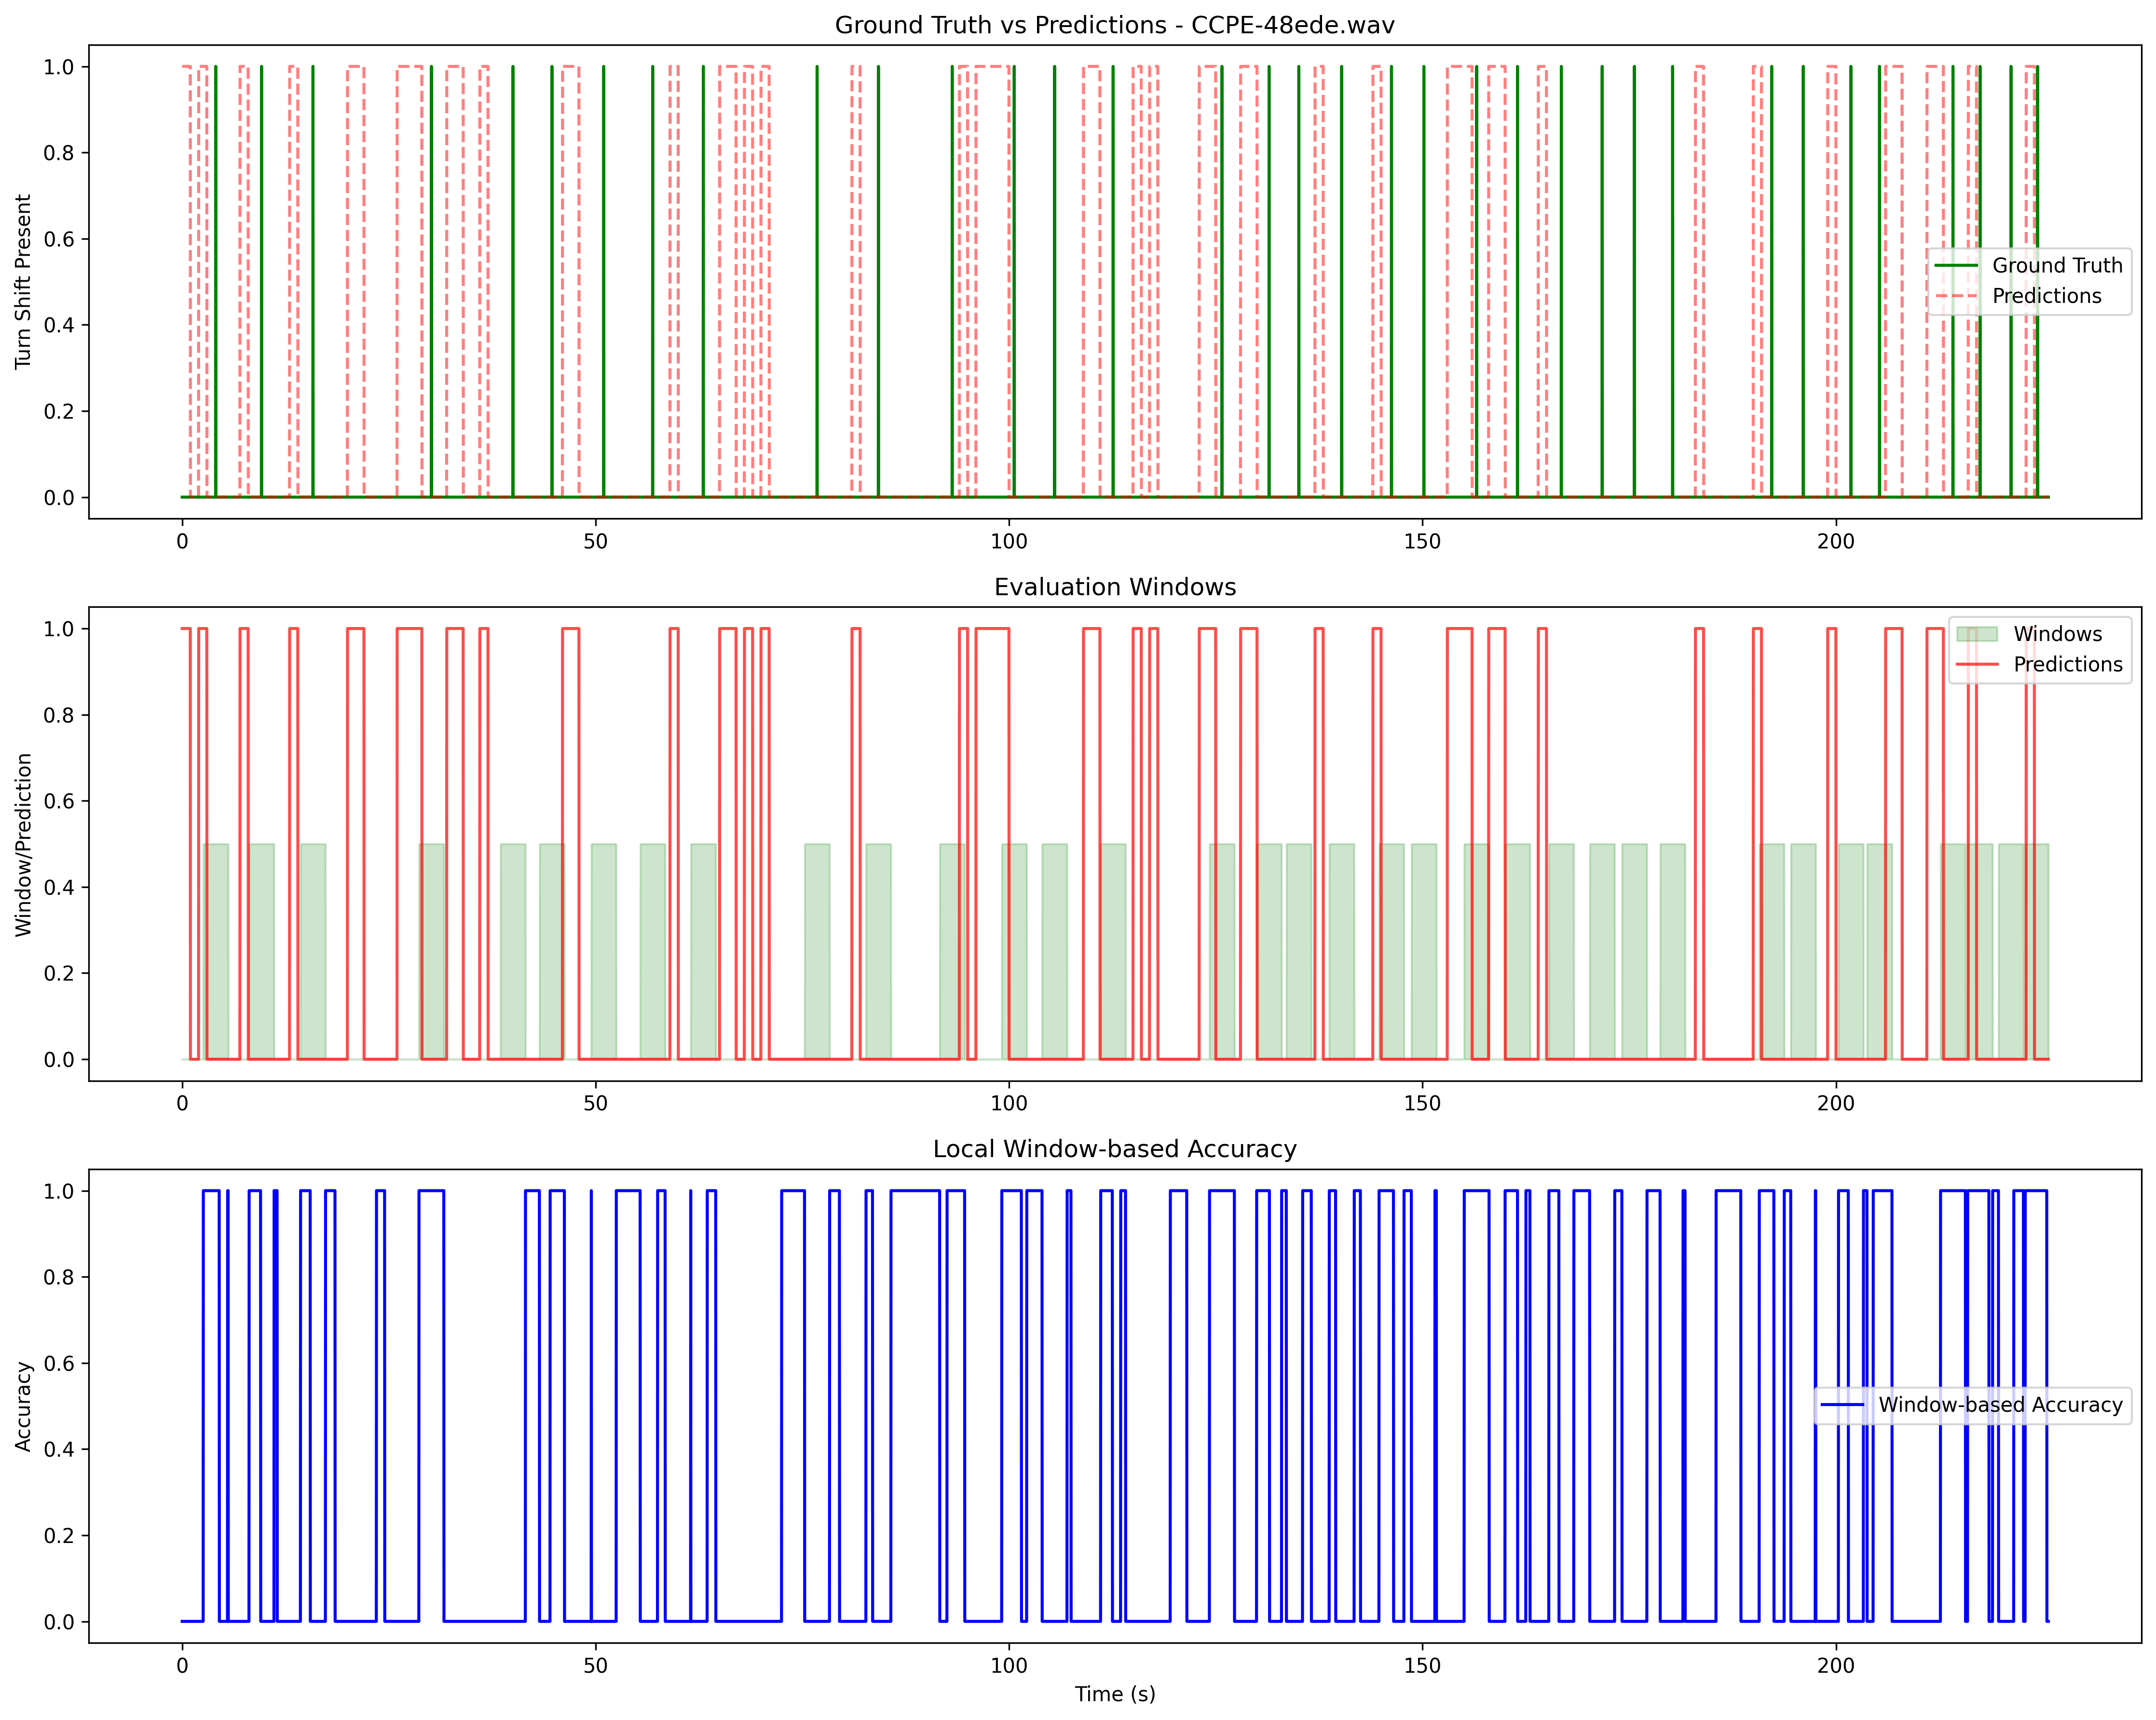 Ground Truth vs Predictions - CCPE-48ede.wav
Turn Shift Present
1.0
0.8
0.6
0.4
0.2
0.0
Ground Truth
Predictions
0 50 100 150 200
Evaluation Windows
Window/Prediction
1.0
0.8
0.6
0.4
0.2
0.0
Windows
Predictions
0 50 100 150 200
Local Window-based Accuracy
Accuracy
1.0
0.8
0.6
0.4
0.2
0.0
Window-based Accuracy
0 50 100 150 200
Time (s)